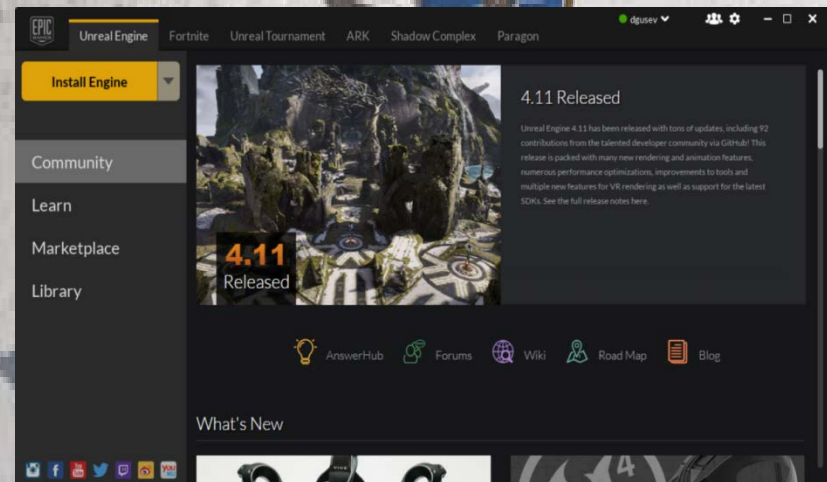 EPIC
GAMES
Unreal Engine
Fortnite
Unreal Tournament
ARK
Shadow Complex
Paragon
dgusev
Install Engine
Community
Learn
Marketplace
Library
4.11
Released
4.11 Released
Unreal Engine 4.11 has been released with tons of updates, including 92
contributions from the talented developer community via GitHub! This
release is packed with many new rendering and animation features,
numerous performance optimizations, improvements to tools and
multiple new features for VR rendering as well as support for the latest
SDKs. See the full release notes here.
AnswerHub
Forums
Wiki
Road Map
Blog
What's New
VIVE
4